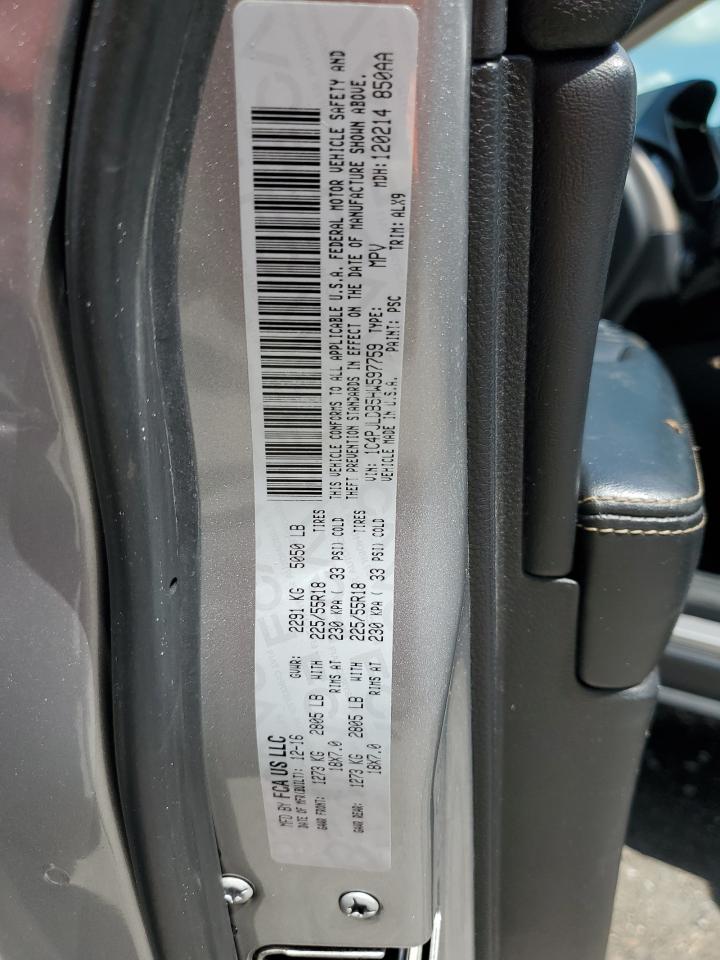 MFD BY FCA US LLC
DATE OF MFR(BUILT): 12-16 GVWR: 2291 KG 5050 LB
GAWR FRONT: 1273 KG 2805 LB WITH 225/55R18 TIRES
18X7.0 RIMS AT 230 KPA ( 33 PSI) COLD
GAWR REAR: 1273 KG 2805 LB WITH 225/55R18 TIRES
18X7.0 RIMS AT 230 KPA ( 33 PSI) COLD
THIS VEHICLE CONFORMS TO ALL APPLICABLE U.S.A. FEDERAL MOTOR VEHICLE SAFETY AND
THEFT PREVENTION STANDARDS IN EFFECT ON THE DATE OF MANUFACTURE SHOWN ABOVE.
VIN: 1C4PJLDB5HW597759 TYPE: MPV MDH:120214 850AA
VEHICLE MADE IN U.S.A. PAINT: PSC TRIM: ALX9